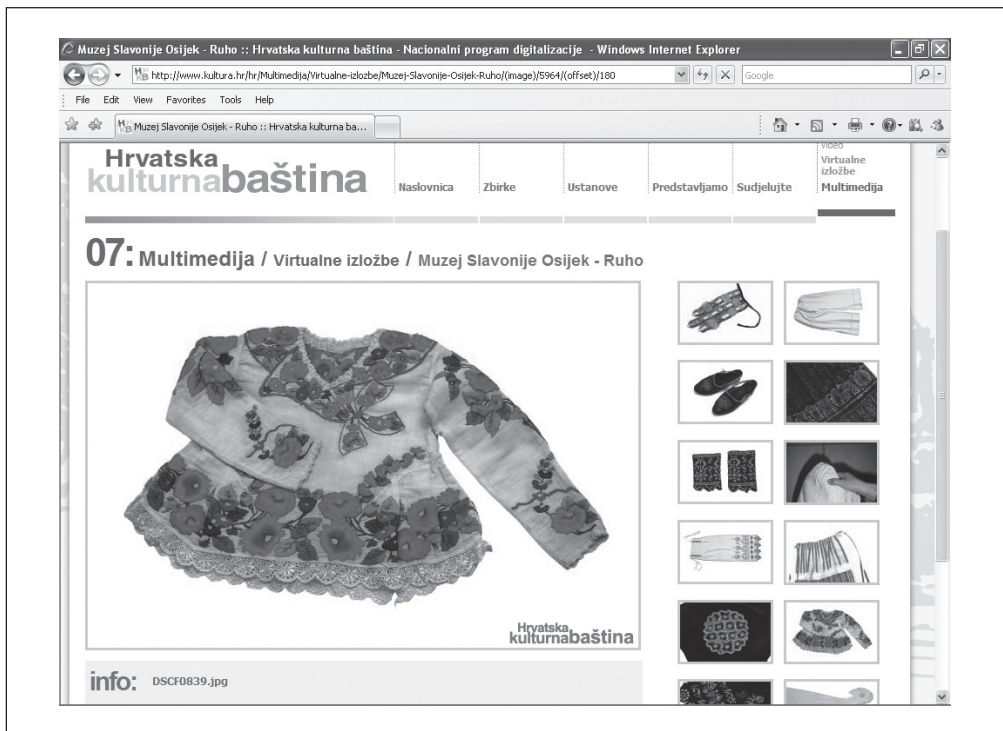 Muzej Slavonije Osijek - Ruho :: Hrvatska kulturna baština - Nacionalni program digitalizacije - Windows Internet Explorer
http://www.kultura.hr/hr/Multimedija/Virtualne-izlozbe/Muzej-Slavonije-Osijek-Ruho/(image)/5964/(offset)/180
Google
File Edit View Favorites Tools Help
Muzej Slavonije Osijek - Ruho :: Hrvatska kulturna ba...
Hrvatska
kulturnabaština
Naslovnica
Zbirke
Ustanove
Predstavljamo
Sudjelujte
Video
Virtualne
izložbe
Multimedija
07: Multimedija / Virtualne izložbe / Muzej Slavonije Osijek - Ruho
Hrvatska
kulturnabaština
info: DSCF0839.jpg